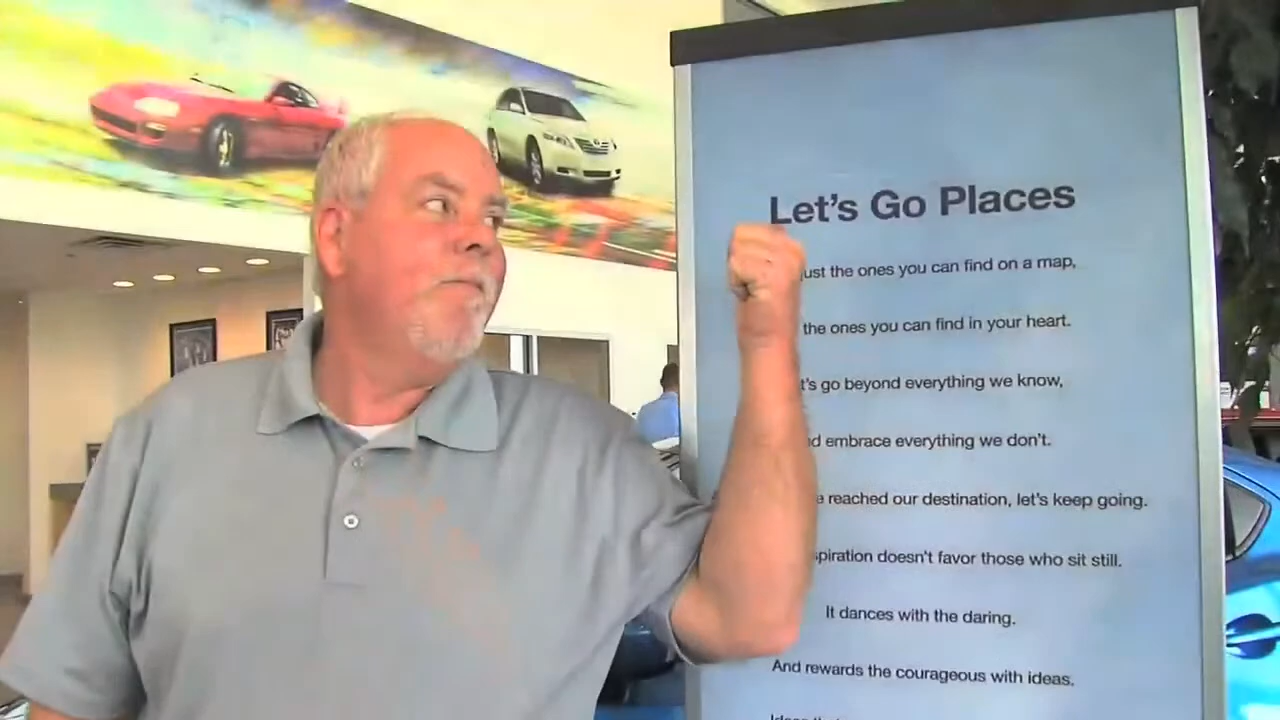 Let's Go Places
just the ones you can find on a map,
the ones you can find in your heart.
go beyond everything we know,
embrace everything we don't.
reached our destination, let's keep going.
doesn't favor those who sit still.
It dances with the daring.
And rewards the courageous with ideas.